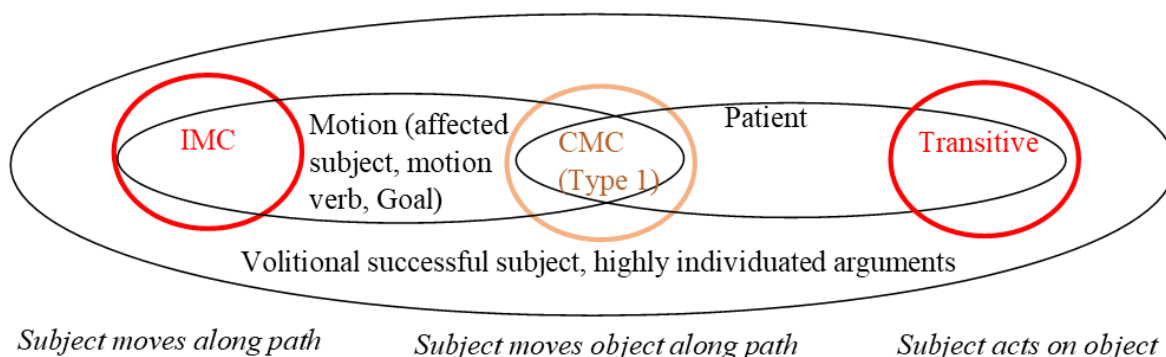 IMC
Motion (affected
subject, motion
verb, Goal)
CMC
(Type 1)
Patient
Transitive
Volitional successful subject, highly individuated arguments
Subject moves along path
Subject moves object along path
Subject acts on object